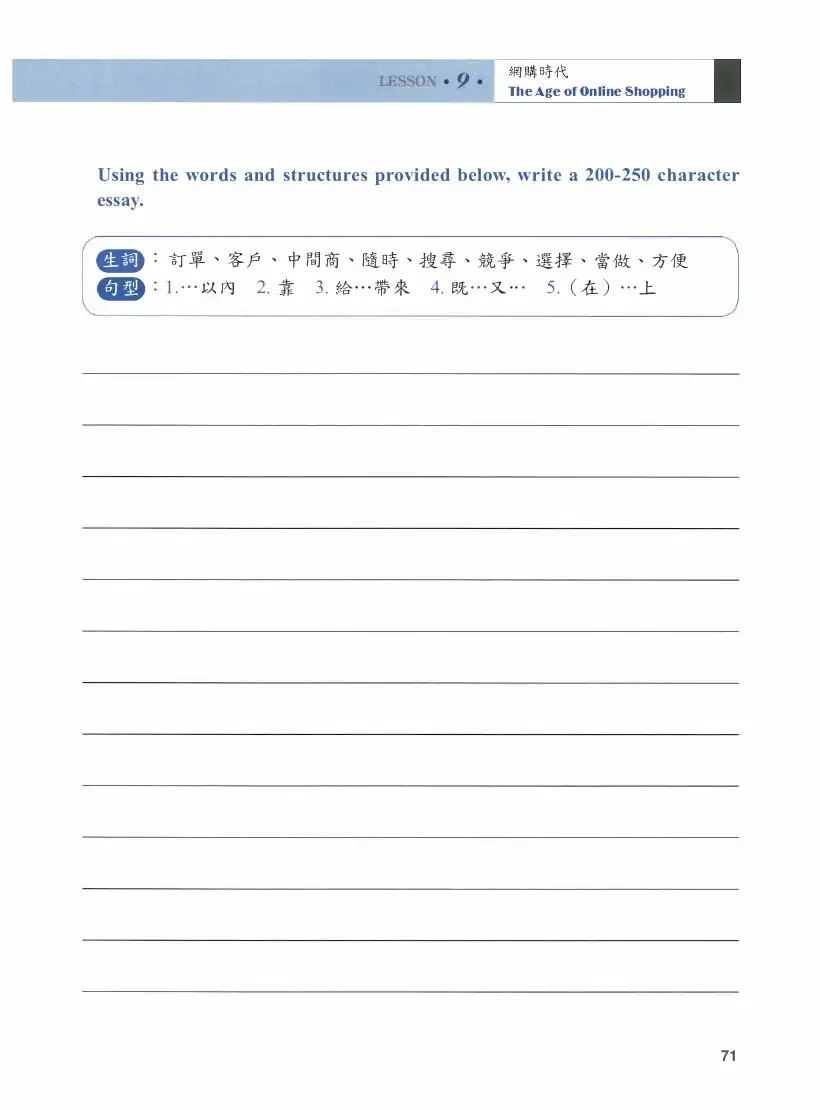 LESSON • 9 •
網購時代
The Age of Online Shopping
Using the words and structures provided below, write a 200-250 character
essay.
生詞：訂單、客戶、中間商、隨時、搜尋、競爭、選擇、當做、方便
句型：1.…以內 2. 靠 3. 給…帶來 4. 既…又… 5.（在）…上
71